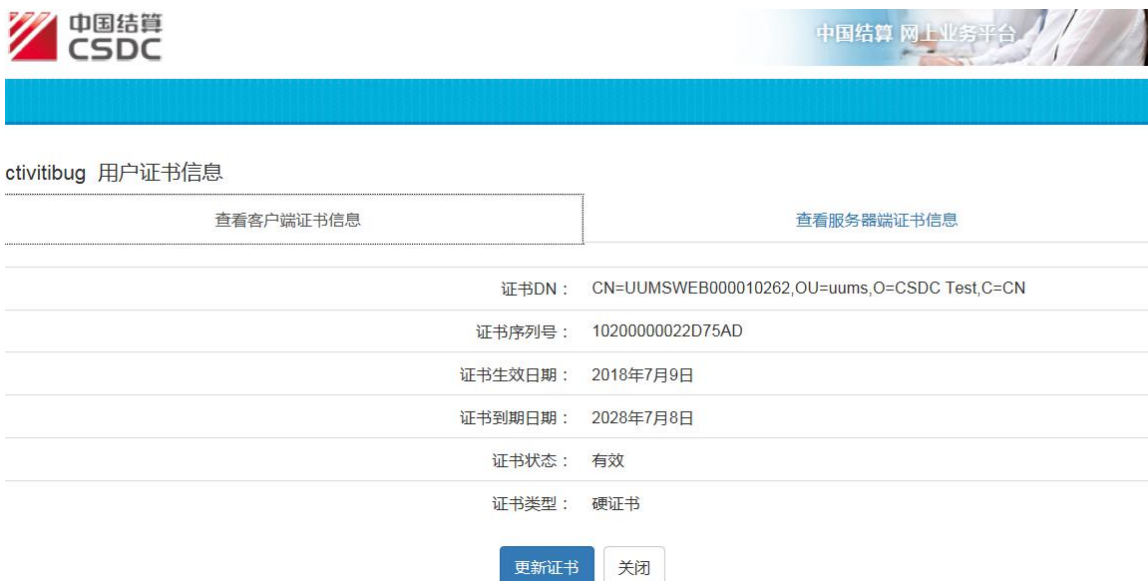 中国结算
CSDC
中国结算 网上业务平台
ctivitibug 用户证书信息
查看客户端证书信息 查看服务器端证书信息
证书DN： CN=UUMSWEB000010262,OU=uums,O=CSDC Test,C=CN
证书序列号： 10200000022D75AD
证书生效日期： 2018年7月9日
证书到期日期： 2028年7月8日
证书状态： 有效
证书类型： 硬证书
更新证书 关闭